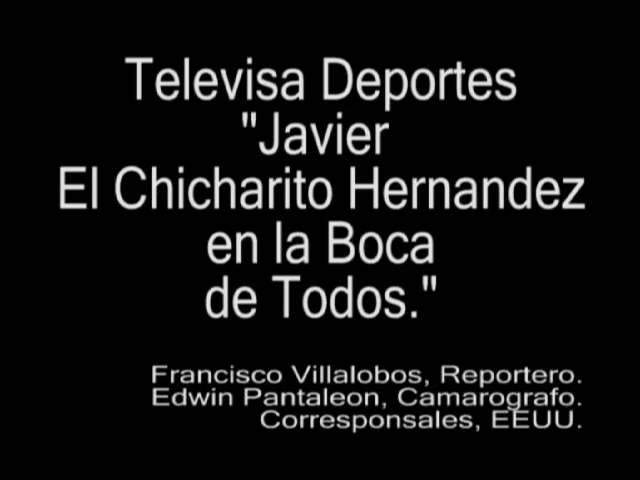 Televisa Deportes
"Javier
El Chicharito Hernandez
en la Boca
de Todos."
Francisco Villalobos, Reportero.
Edwin Pantaleon, Camarografo.
Corresponsales, EEUU.